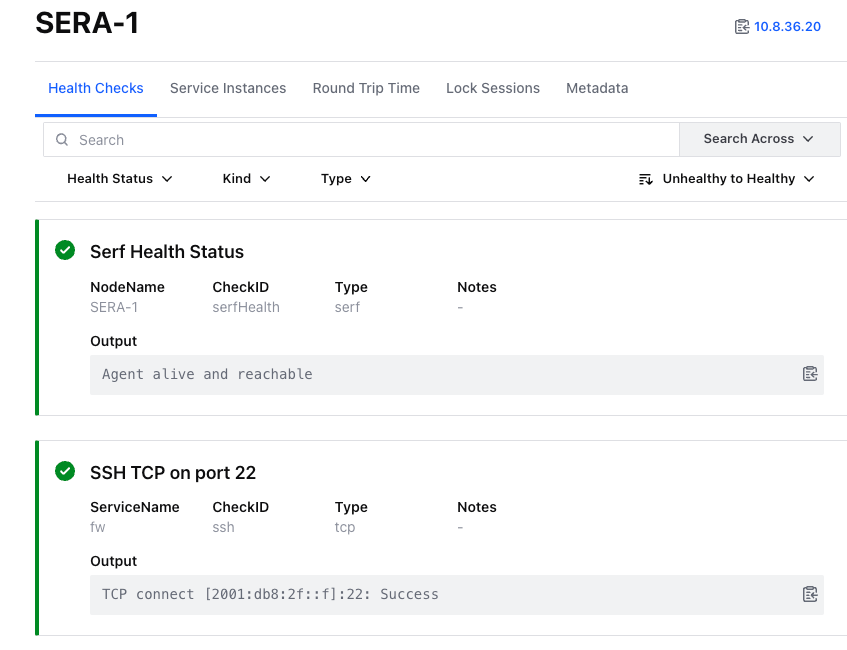 SERA-1
10.8.36.20
Health Checks Service Instances Round Trip Time Lock Sessions Metadata
Search Search Across
Health Status Kind Type Unhealthy to Healthy
Serf Health Status
NodeName CheckID Type Notes
SERA-1 serfHealth serf -
Output
Agent alive and reachable
SSH TCP on port 22
ServiceName CheckID Type Notes
fw ssh tcp -
Output
TCP connect [2001:db8:2f::f]:22: Success